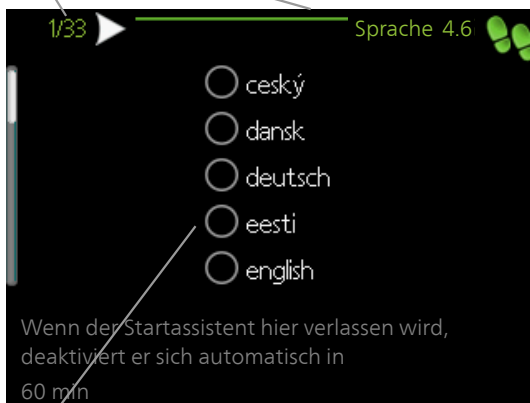 1/33 Sprache 4.6
ceský
dansk
deutsch
eesti
english
Wenn der Startassistent hier verlassen wird,
deaktiviert er sich automatisch in
60 min